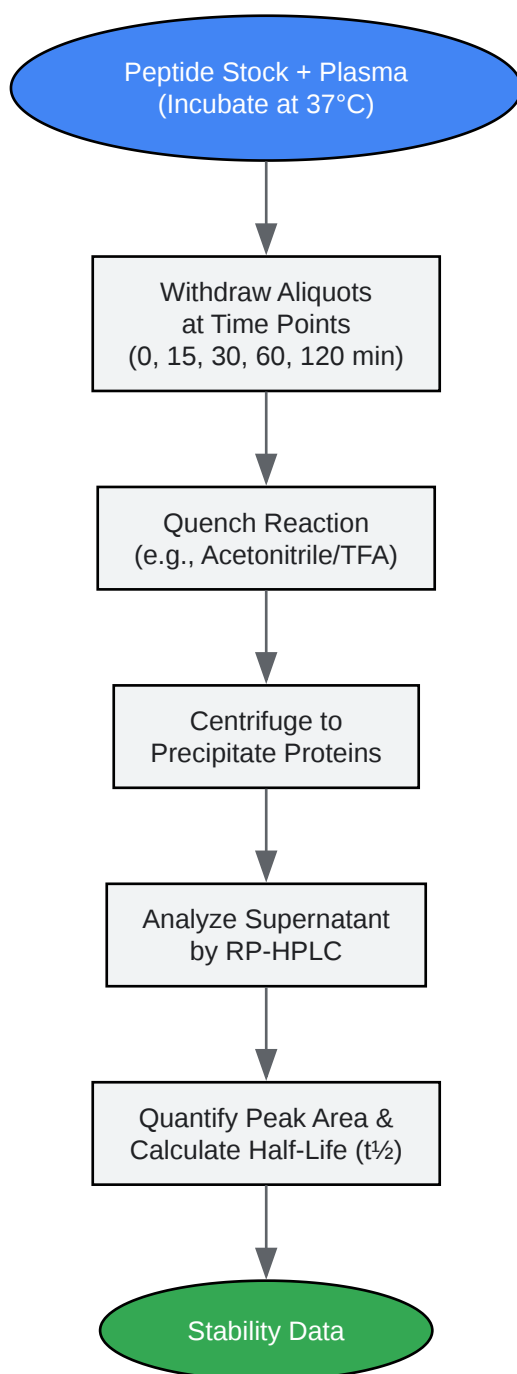 Peptide Stock + Plasma
(Incubate at 37°C)
Withdraw Aliquots
at Time Points
(0, 15, 30, 60, 120 min)
Quench Reaction
(e.g., Acetonitrile/TFA)
Centrifuge to
Precipitate Proteins
Analyze Supernatant
by RP-HPLC
Quantify Peak Area &
Calculate Half-Life (t½)
Stability Data